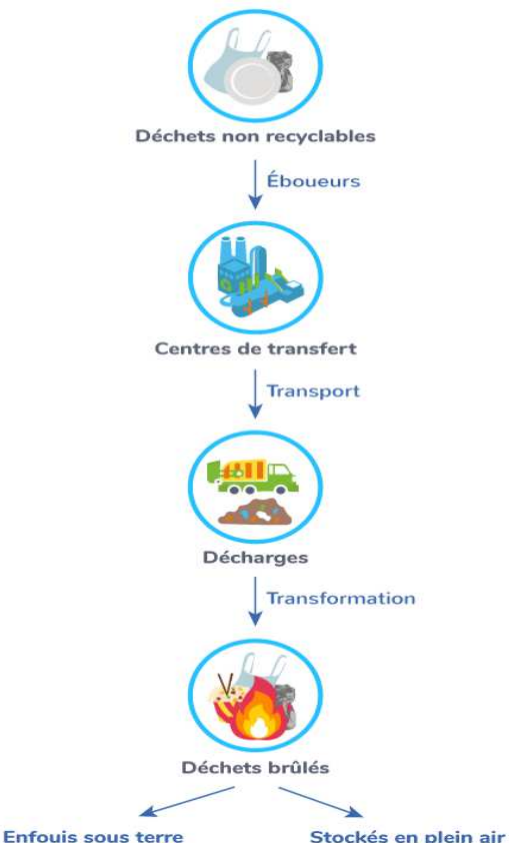 Déchets non recyclables
Éboueurs
Centres de transfert
Transport
Décharges
Transformation
Déchets brûlés
Enfouis sous terre
Stockés en plein air